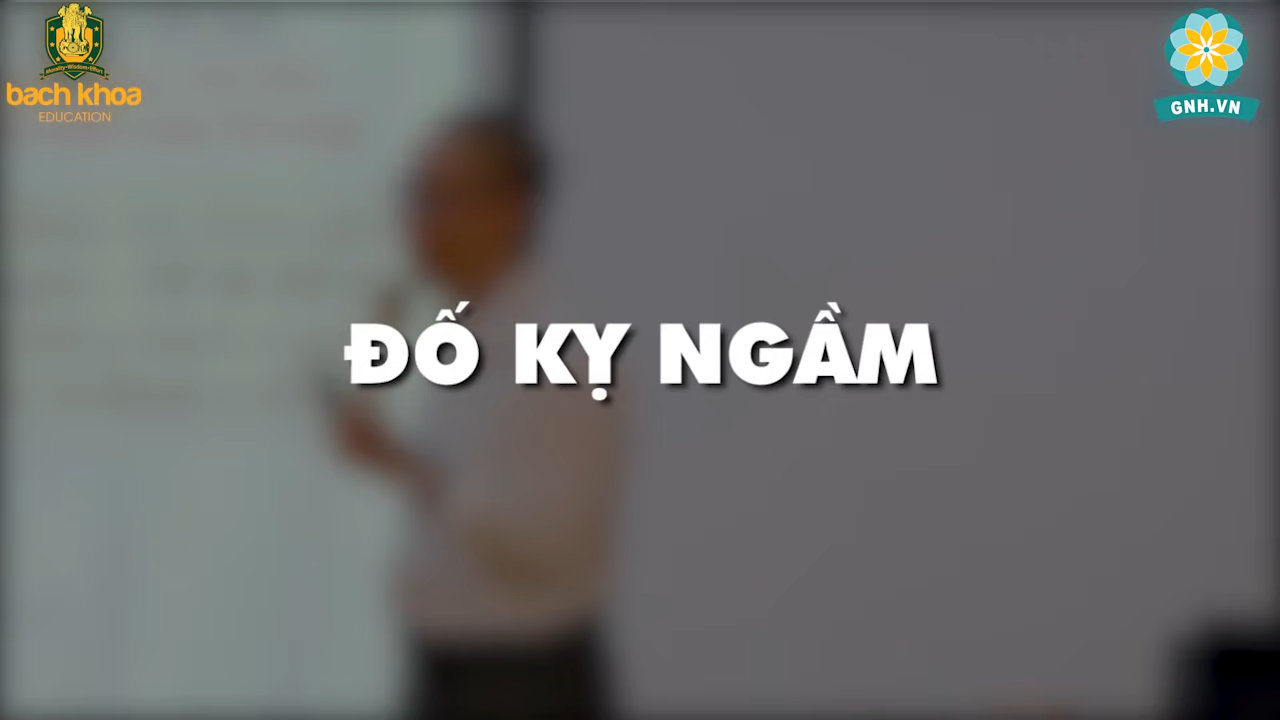 bach khoa
EDUCATION
GNH.VN
ĐỐ KỴ NGẦM